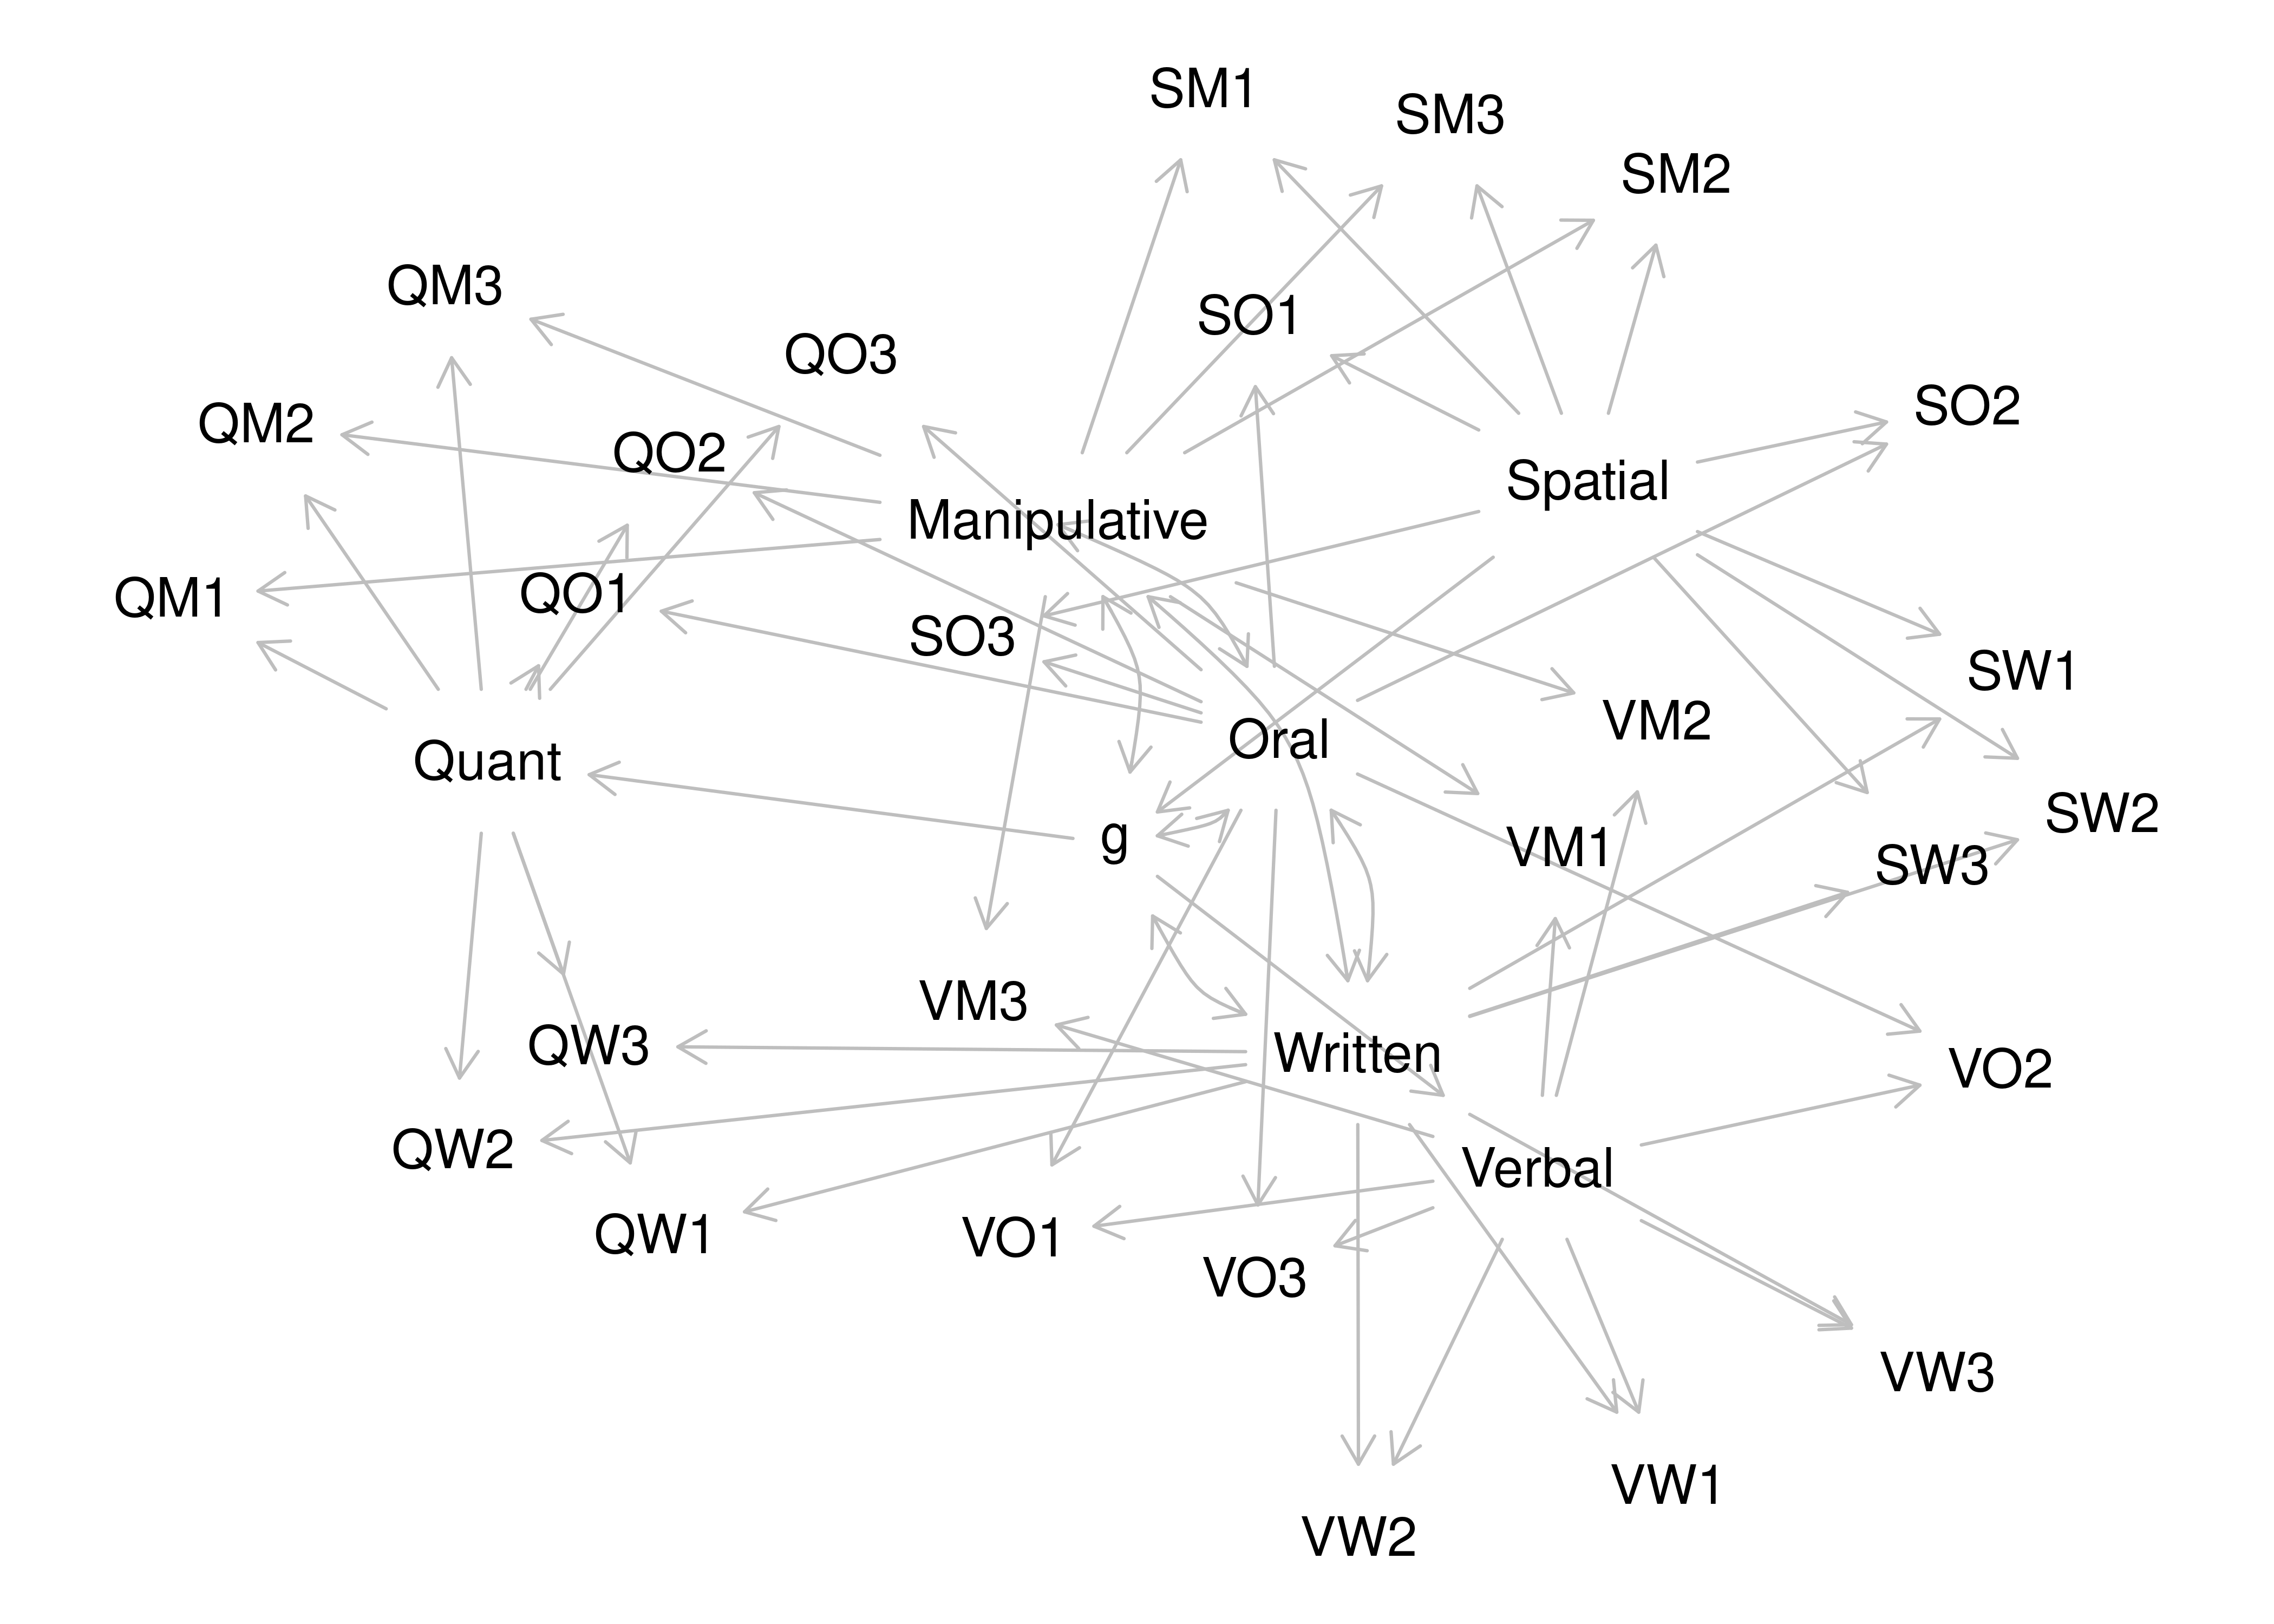 SM1
SM3
SM2
QM3
SO1
QO3
SO2
QM2
QO2
Spatial
Manipulative
QM1
QO1
SO3
SW1
VM2
Oral
Quant
SW2
g
VM1
SW3
VM3
QW3
Written
VO2
QW2
Verbal
QW1
VO1
VO3
VW3
VW1
VW2